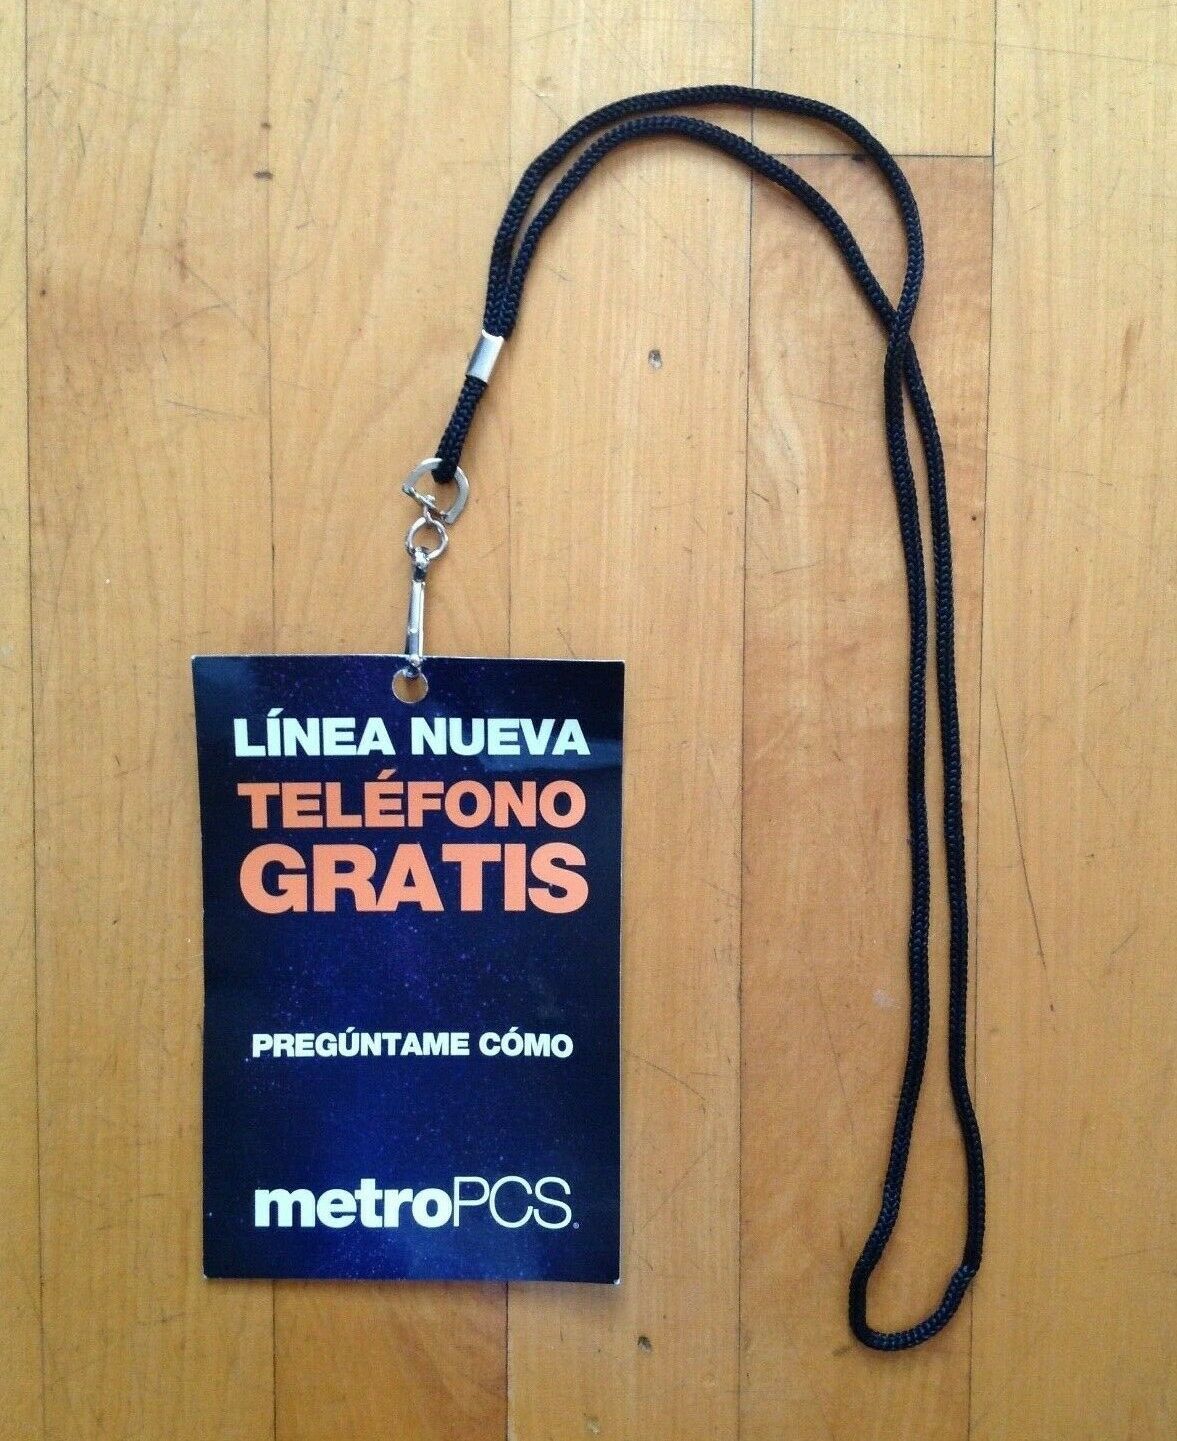 LÍNEA NUEVA
TELÉFONO
GRATIS
PREGÚNTAME CÓMO
metroPCS®